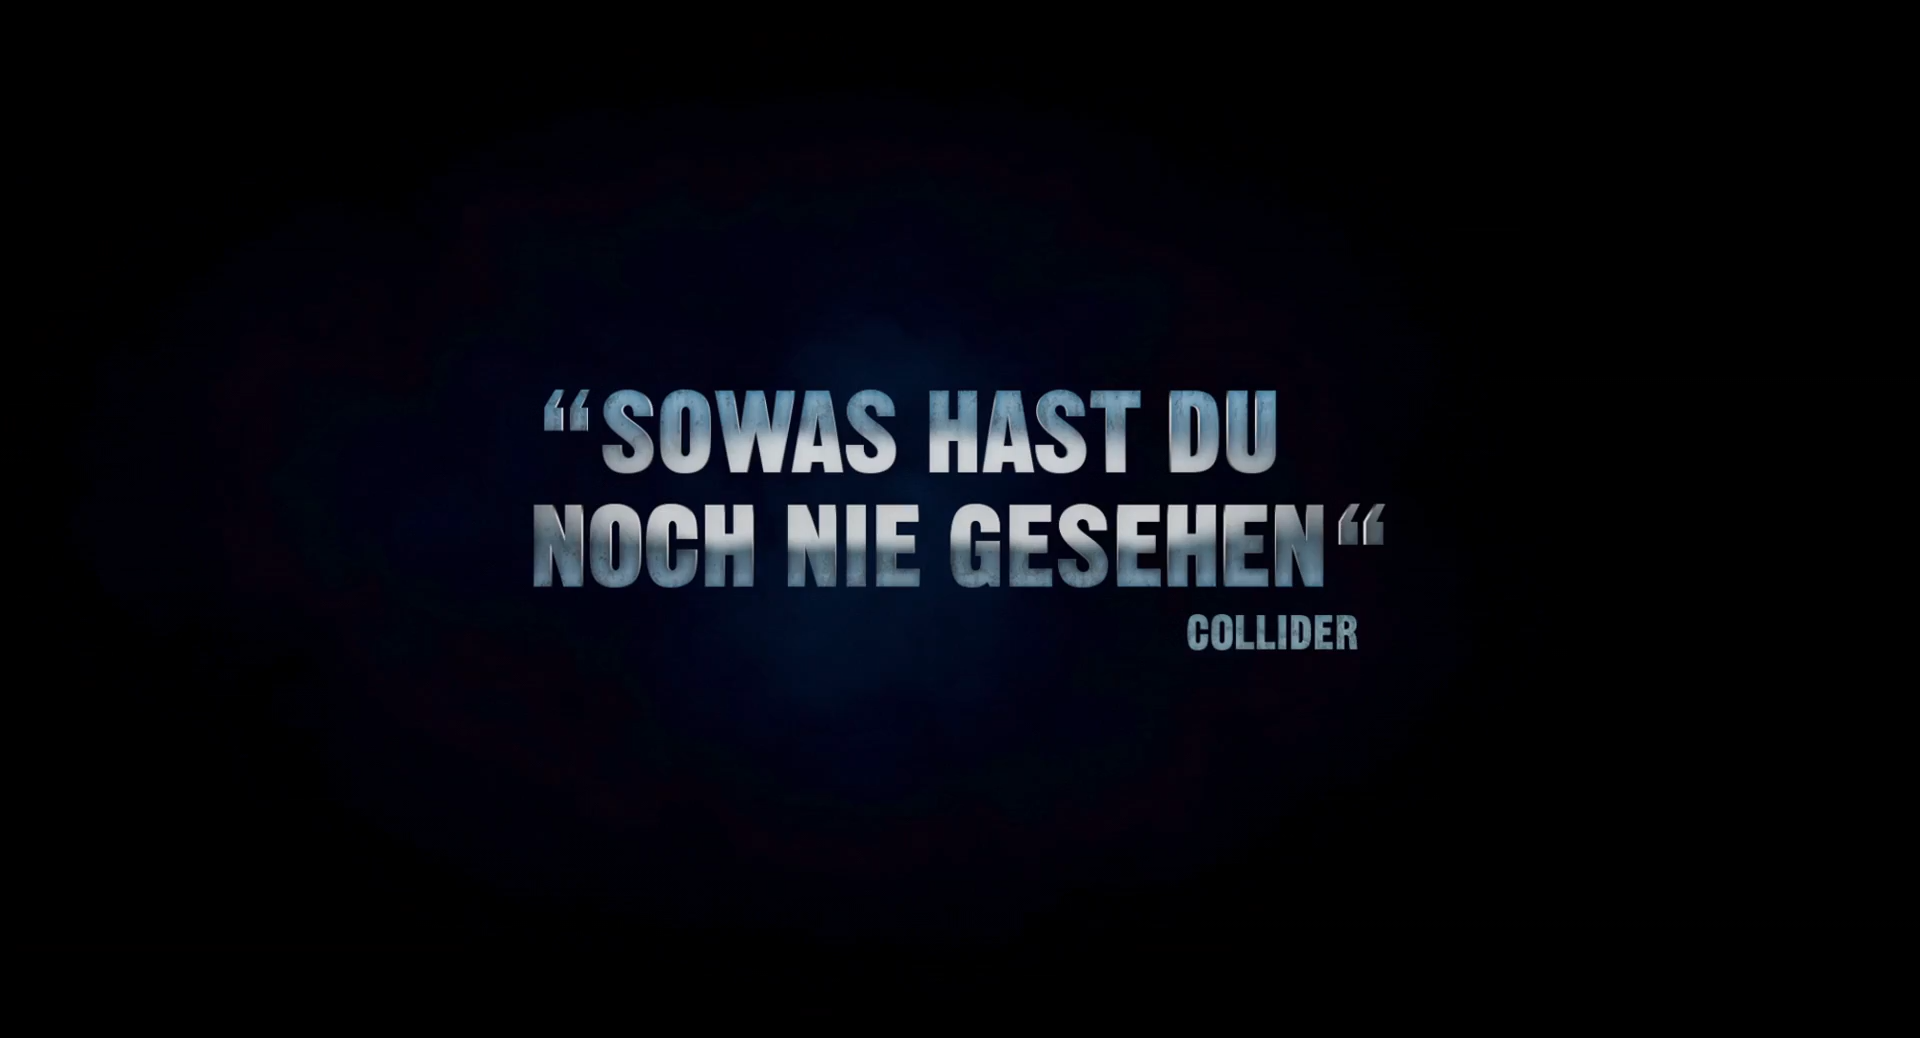 “SOWAS HAST DU
NOCH NIE GESEHEN“
COLLIDER